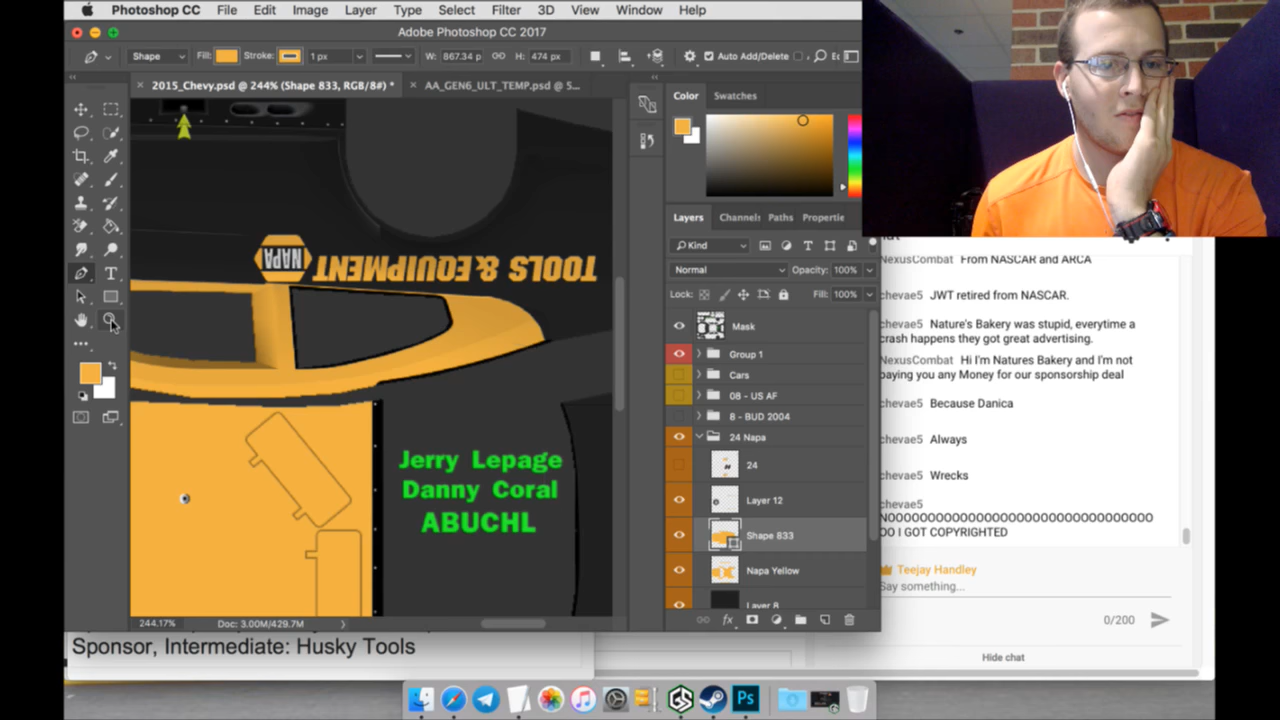 Photoshop CC File Edit Image Layer Type Select Filter 3D View Window Help
Adobe Photoshop CC 2017
Shape Fill: Stroke: 1 px W: 867.34 p H: 474 px Auto Add/Delete
× 2015_Chevy.psd @ 244% (Shape 833, RGB/8#) * × AA_GEN6_ULT_TEMP.psd @ 5...
Color Swatches
TOOLS & EQUIPMENT
NAPA
Jerry Lepage
Danny Coral
ABUCHL
244.17% Doc: 3.00M/429.7M
Layers Channels Paths Propertie
Kind
Normal Opacity: 100%
Lock: Fill: 100%
Mask
Group 1
Cars
08 - US AF
8 - BUD 2004
24 Napa
24
Layer 12
Shape 833
Napa Yellow
Layer 8
fx
NexusCombat From NASCAR and ARCA
chevae5 JWT retired from NASCAR.
chevae5 Nature's Bakery was stupid, everytime a
crash happens they got great advertising.
NexusCombat Hi I'm Natures Bakery and I'm not
paying you any Money for our sponsorship deal
chevae5 Because Danica
chevae5 Always
chevae5 Wrecks
chevae5
OO I GOT COPYRIGHTED
Teejay Handley
Say something...
0/200
Hide chat
Sponsor, Intermediate: Husky Tools
GS
Ps